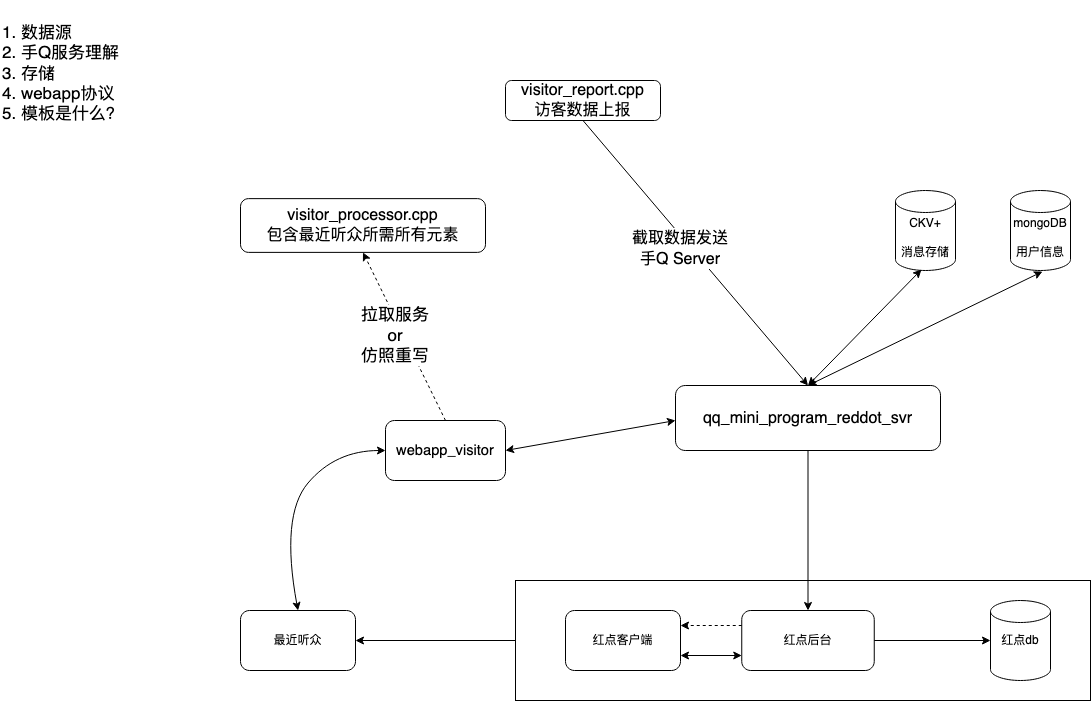 1. 数据源
2. 手Q服务理解
3. 存储
4. webapp协议
5. 模板是什么？
visitor_report.cpp
访客数据上报
visitor_processor.cpp
包含最近听众所需所有元素
CKV+
消息存储
mongoDB
用户信息
截取数据发送
手Q Server
拉取服务
or
仿照重写
qq_mini_program_reddot_svr
webapp_visitor
最近听众
红点客户端
红点后台
红点db